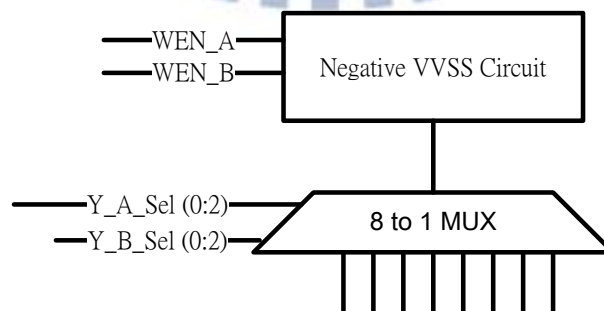 WEN_A
WEN_B
Negative VVSS Circuit
Y_A_Sel (0:2)
Y_B_Sel (0:2)
8 to 1 MUX